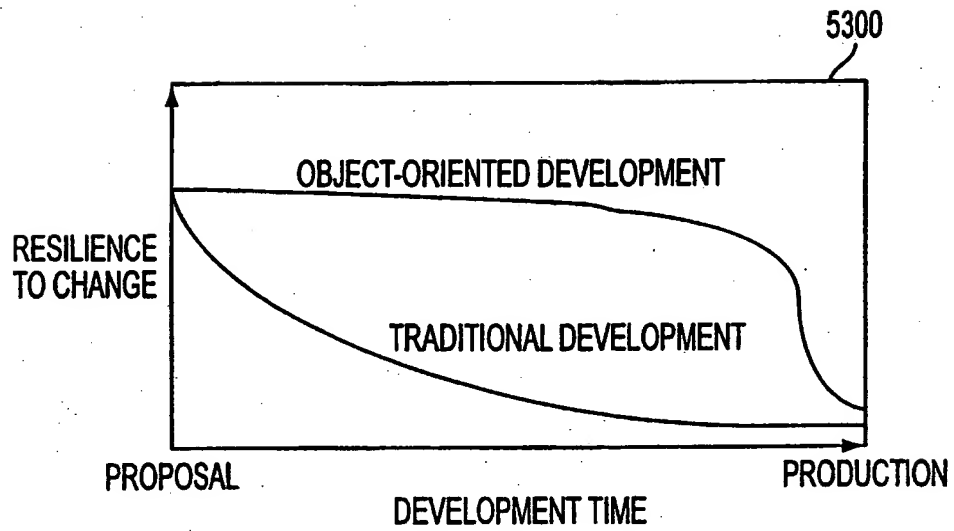 5300
OBJECT-ORIENTED DEVELOPMENT
RESILIENCE
TO CHANGE
TRADITIONAL DEVELOPMENT
PROPOSAL
PRODUCTION
DEVELOPMENT TIME